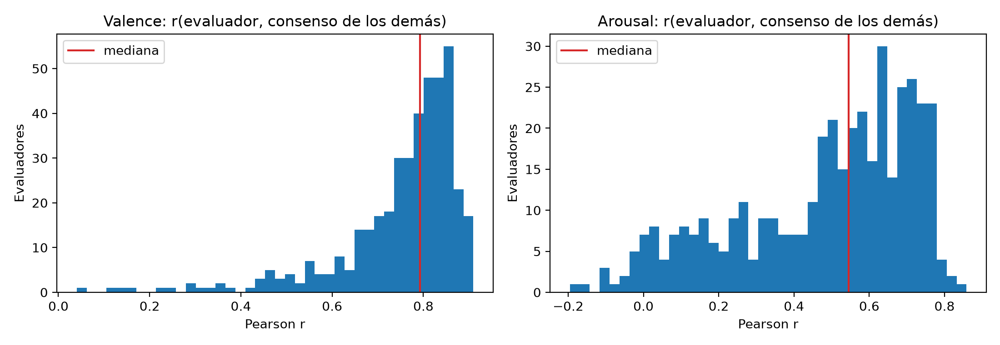 Valence: r(evaluador, consenso de los demás)
mediana
Evaluadores
50
40
30
20
10
0
0.0 0.2 0.4 0.6 0.8
Pearson r
Arousal: r(evaluador, consenso de los demás)
mediana
Evaluadores
30
25
20
15
10
5
0
−0.2 0.0 0.2 0.4 0.6 0.8
Pearson r